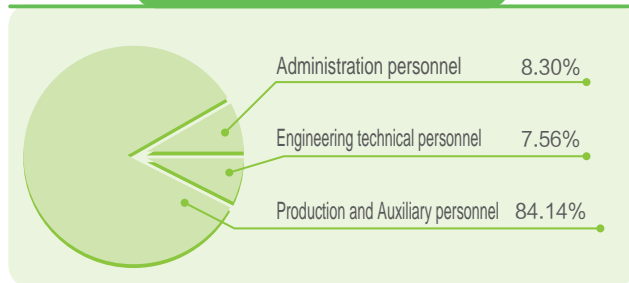 Administration personnel 8.30%
Engineering technical personnel 7.56%
Production and Auxiliary personnel 84.14%